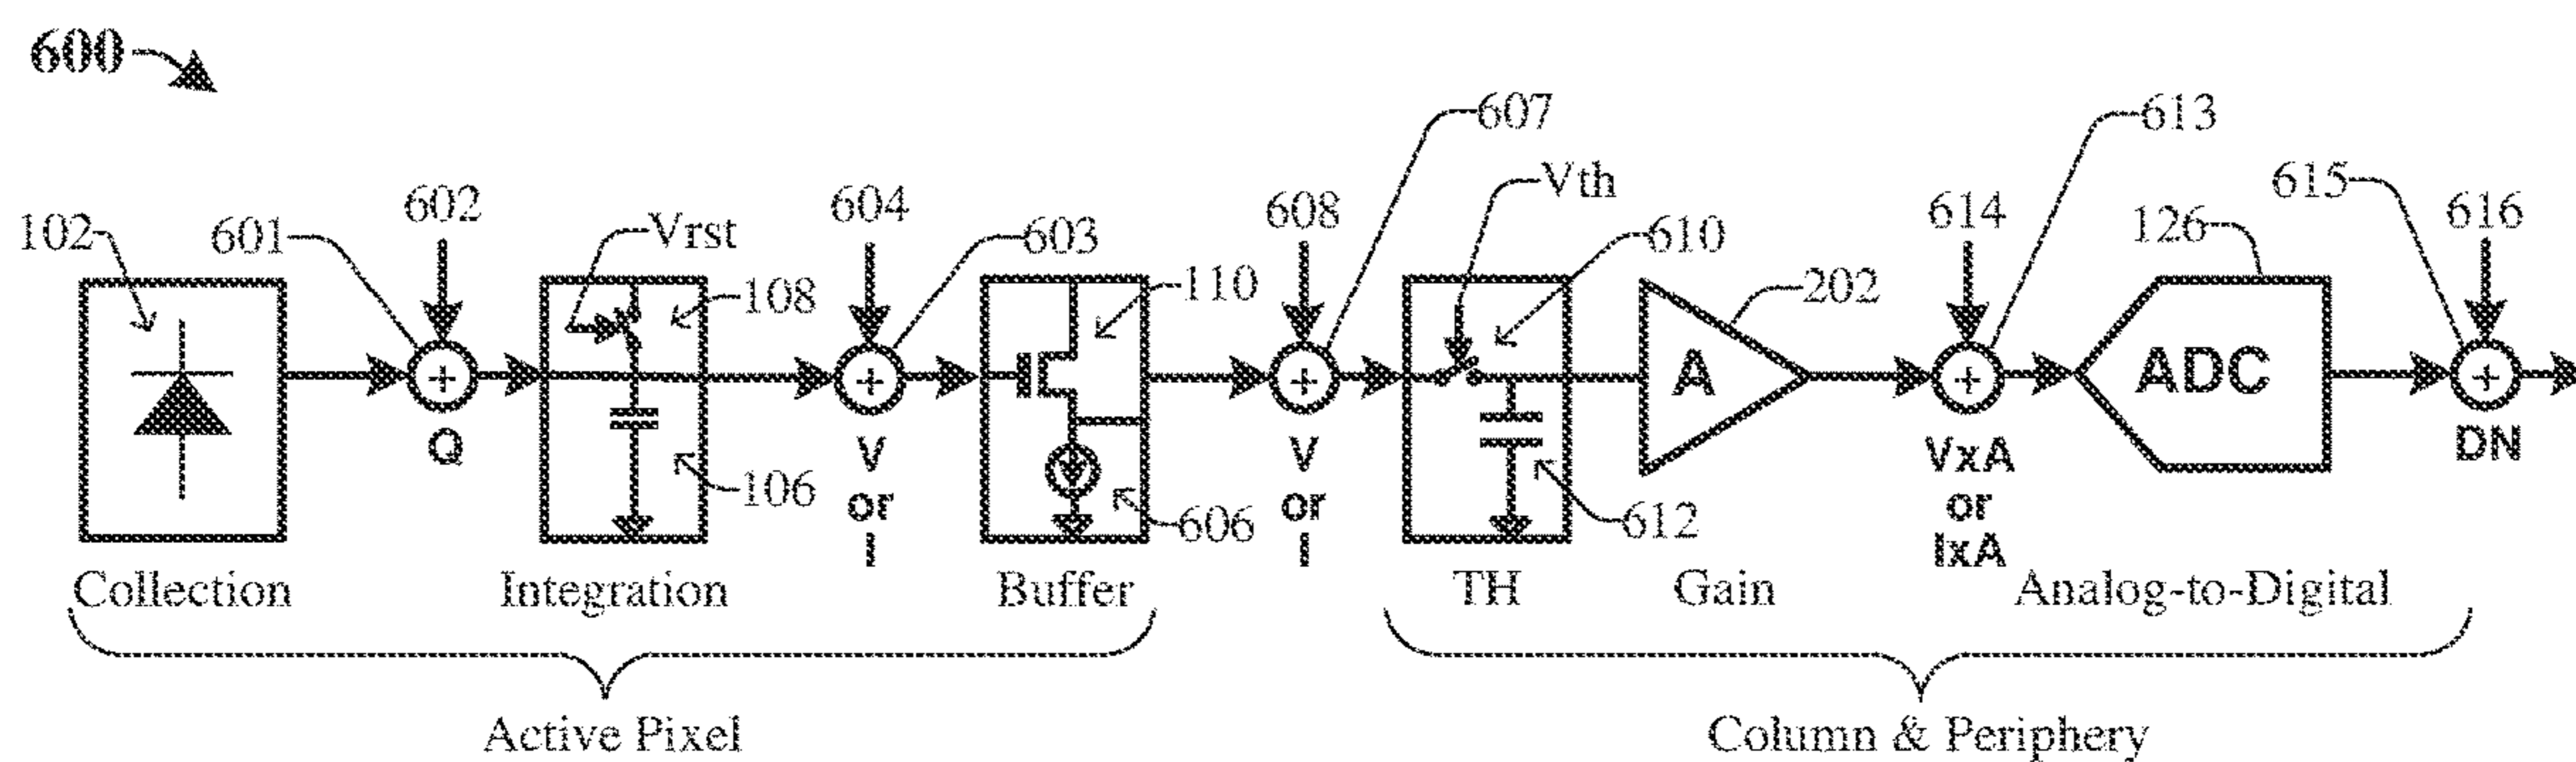 600
607
613
Vth
602
604
608
614
615
616
102
601
Vrst
603
610
126
108
110
202
+
+
+
A
+
ADC
+
Q
V
or
I
V
or
I
VxA
or
IxA
DN
106
606
612
Collection
Integration
Buffer
TH
Gain
Analog-to-Digital
Active Pixel
Column & Periphery